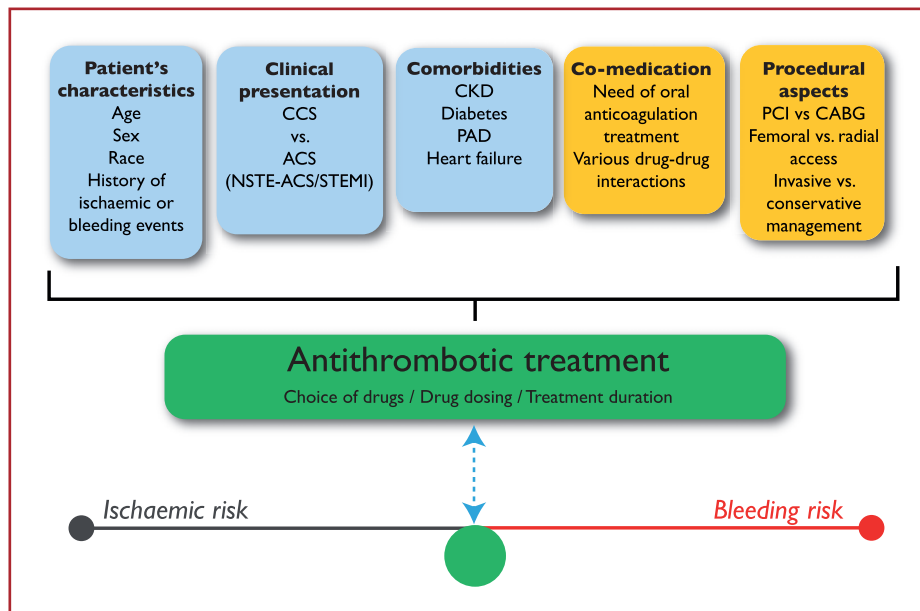 Patient's
characteristics
Age
Sex
Race
History of
ischaemic or
bleeding events
Clinical
presentation
CCS
vs.
ACS
(NSTE-ACS/STEMI)
Comorbidities
CKD
Diabetes
PAD
Heart failure
Co-medication
Need of oral
anticoagulation
treatment
Various drug-drug
interactions
Procedural
aspects
PCI vs CABG
Femoral vs. radial
access
Invasive vs.
conservative
management
Antithrombotic treatment
Choice of drugs / Drug dosing / Treatment duration
Ischaemic risk
Bleeding risk